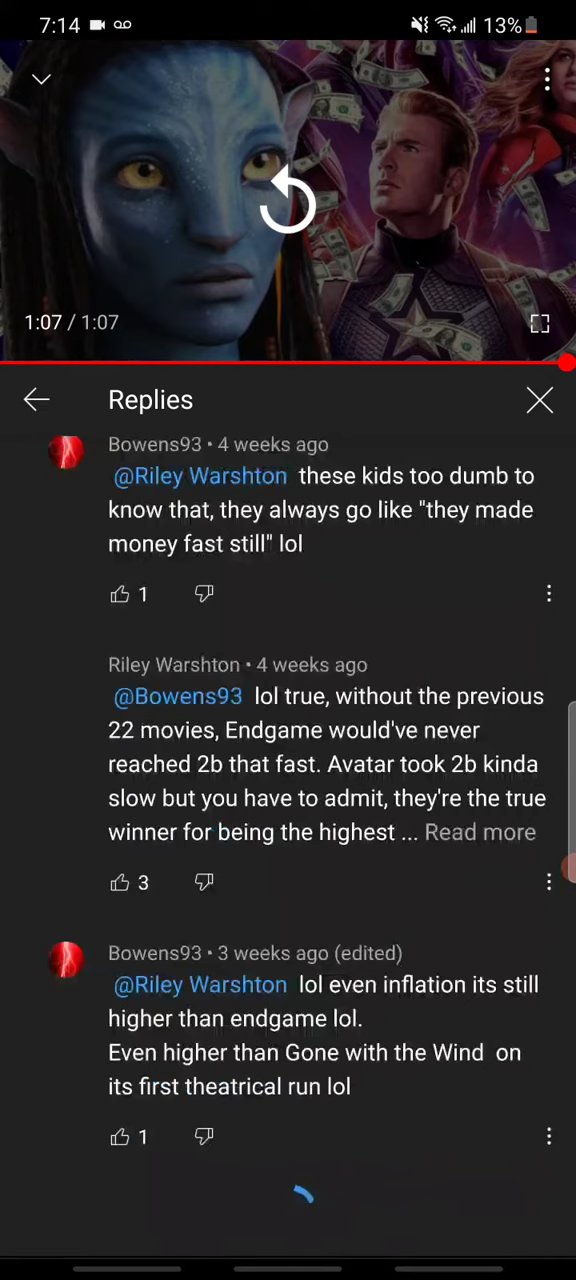 7:14 13%
1:07 / 1:07
Replies
Bowens93 • 4 weeks ago
@Riley Warshton these kids too dumb to
know that, they always go like "they made
money fast still" lol
1
Riley Warshton • 4 weeks ago
@Bowens93 lol true, without the previous
22 movies, Endgame would've never
reached 2b that fast. Avatar took 2b kinda
slow but you have to admit, they're the true
winner for being the highest ... Read more
3
Bowens93 • 3 weeks ago (edited)
@Riley Warshton lol even inflation its still
higher than endgame lol.
Even higher than Gone with the Wind on
its first theatrical run lol
1